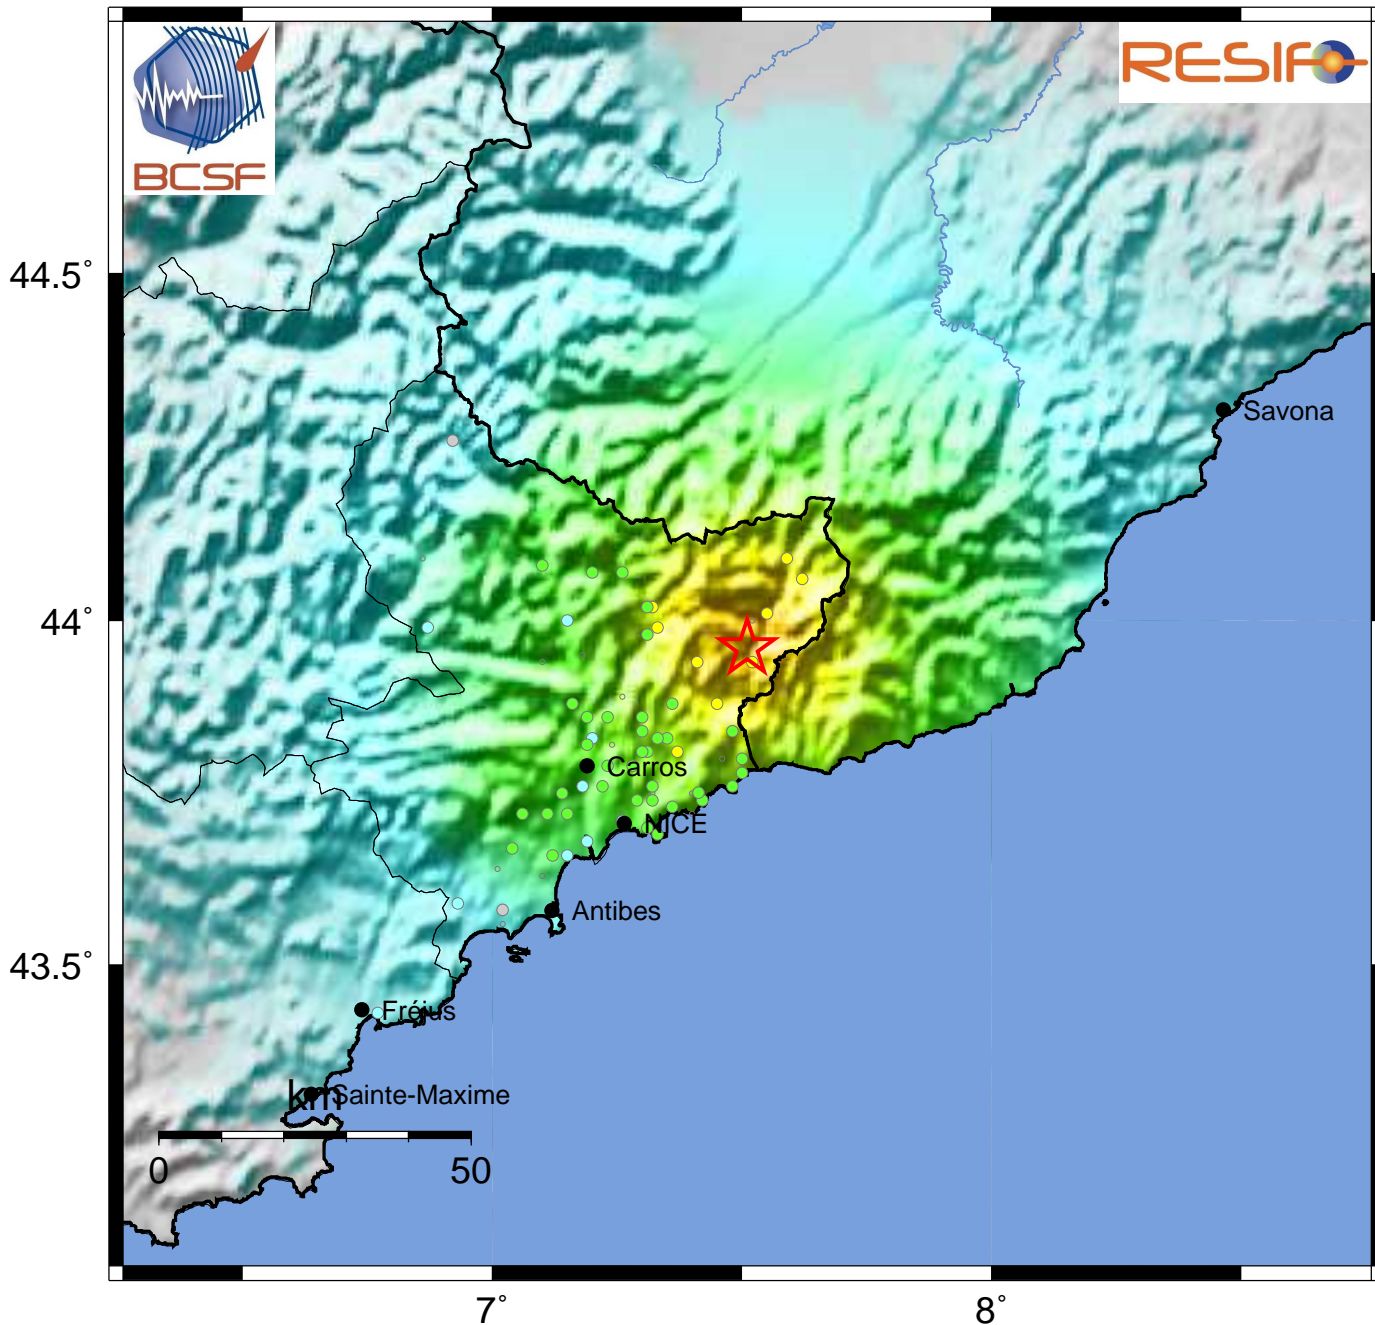 BCSF
RESIF
44.5°
Savona
44°
Carros
NICE
Antibes
43.5°
Fréjus
km
Sainte-Maxime
0
50
7°
8°